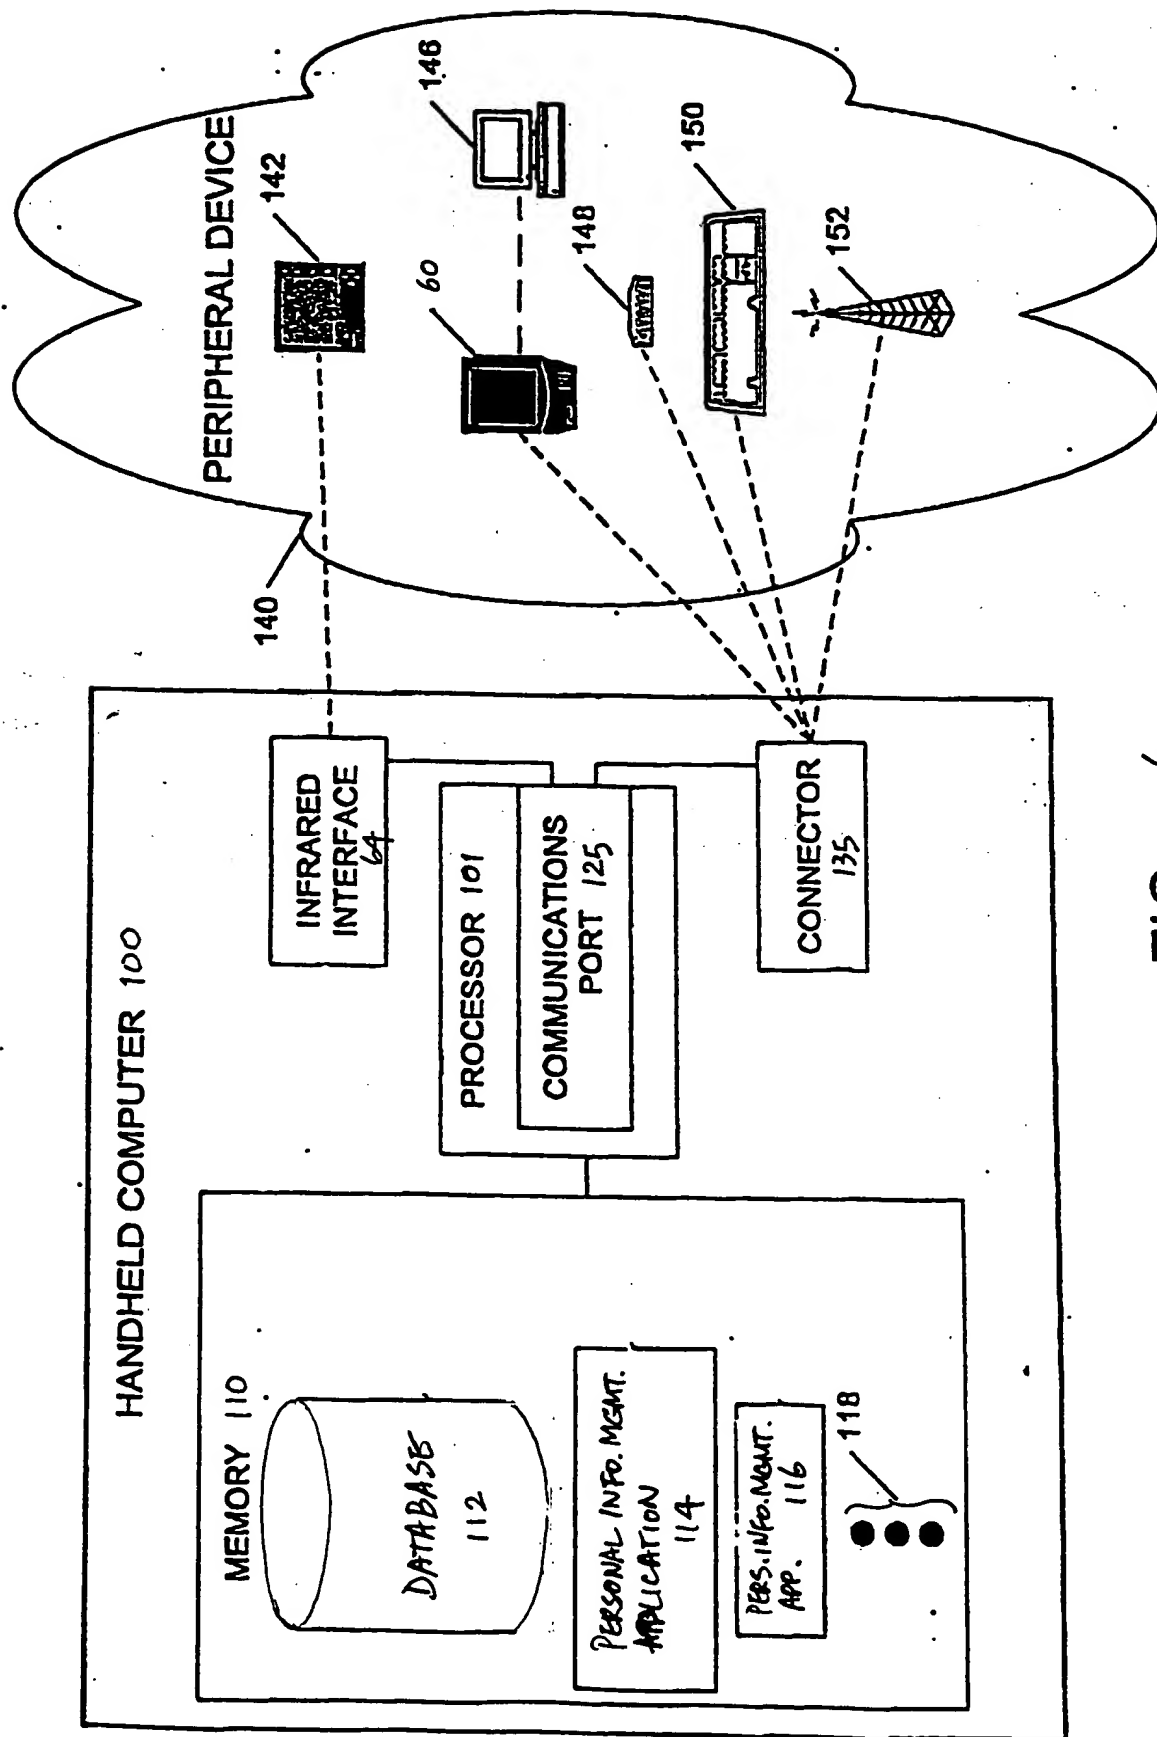 HANDHELD COMPUTER 100
MEMORY 110
DATABASE
112
PERSONAL INFO. MGMT.
APPLICATION
114
PERS. INFO. MGMT.
APP. 116
118
PROCESSOR 101
COMMUNICATIONS
PORT 125
INFRARED
INTERFACE
64
CONNECTOR
135
140
PERIPHERAL DEVICE
142
60
146
148
150
152